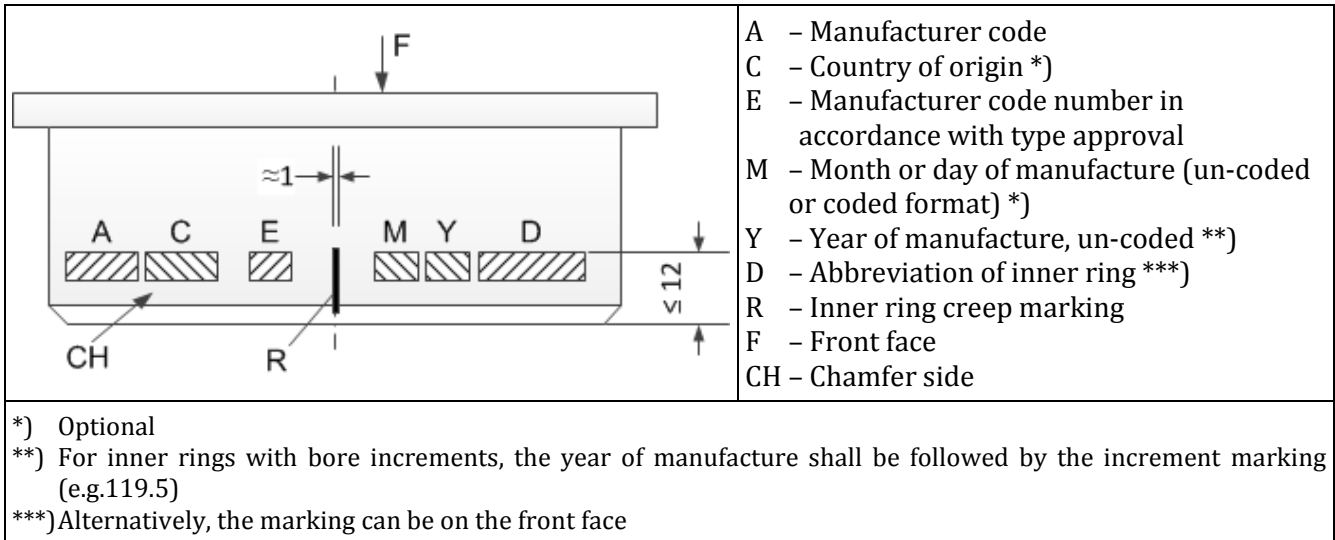 F
≈1
A C E M Y D
≤ 12
CH
R
A – Manufacturer code
C – Country of origin *)
E – Manufacturer code number in
accordance with type approval
M – Month or day of manufacture (un-coded
or coded format) *)
Y – Year of manufacture, un-coded **)
D – Abbreviation of inner ring ***)
R – Inner ring creep marking
F – Front face
CH – Chamfer side
*) Optional
**) For inner rings with bore increments, the year of manufacture shall be followed by the increment marking
(e.g.119.5)
***)Alternatively, the marking can be on the front face